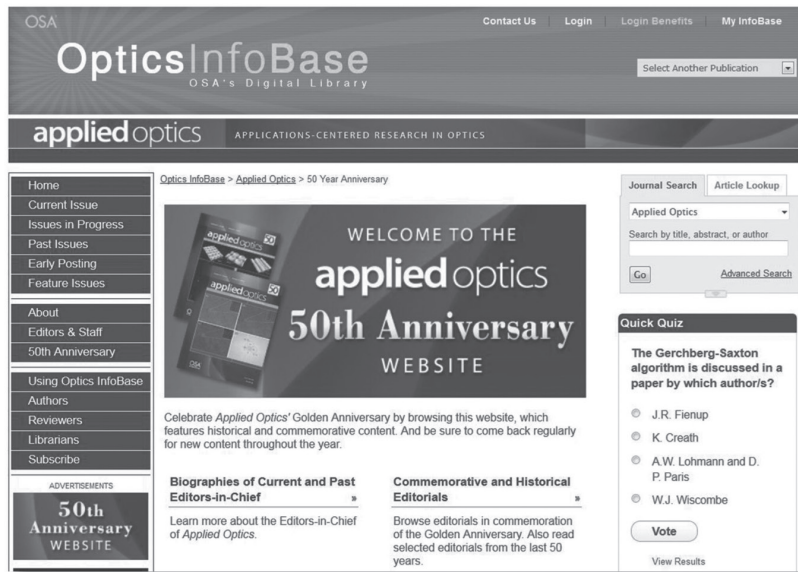 OSA
Contact Us
Login
Login Benefits
My InfoBase
OpticsInfoBase
OSA's Digital Library
Select Another Publication
applied optics
APPLICATIONS-CENTERED RESEARCH IN OPTICS
Home
Current Issue
Issues in Progress
Past Issues
Early Posting
Feature Issues
About
Editors & Staff
50th Anniversary
Using Optics InfoBase
Authors
Reviewers
Librarians
Subscribe
ADVERTISEMENTS
50th
Anniversary
WEBSITE
Optics InfoBase > Applied Optics > 50 Year Anniversary
applied optics 50
applied optics 50
WELCOME TO THE
applied optics
50th Anniversary
WEBSITE
Celebrate Applied Optics' Golden Anniversary by browsing this website, which
features historical and commemorative content. And be sure to come back regularly
for new content throughout the year.
Biographies of Current and Past
Editors-in-Chief »
Learn more about the Editors-in-Chief
of Applied Optics.
Commemorative and Historical
Editorials »
Browse editorials in commemoration
of the Golden Anniversary. Also read
selected editorials from the last 50
years.
Journal Search
Article Lookup
Applied Optics
Search by title, abstract, or author
Go
Advanced Search
Quick Quiz
The Gerchberg-Saxton
algorithm is discussed in a
paper by which author/s?
J.R. Fienup
K. Creath
A.W. Lohmann and D.
P. Paris
W.J. Wiscombe
Vote
View Results